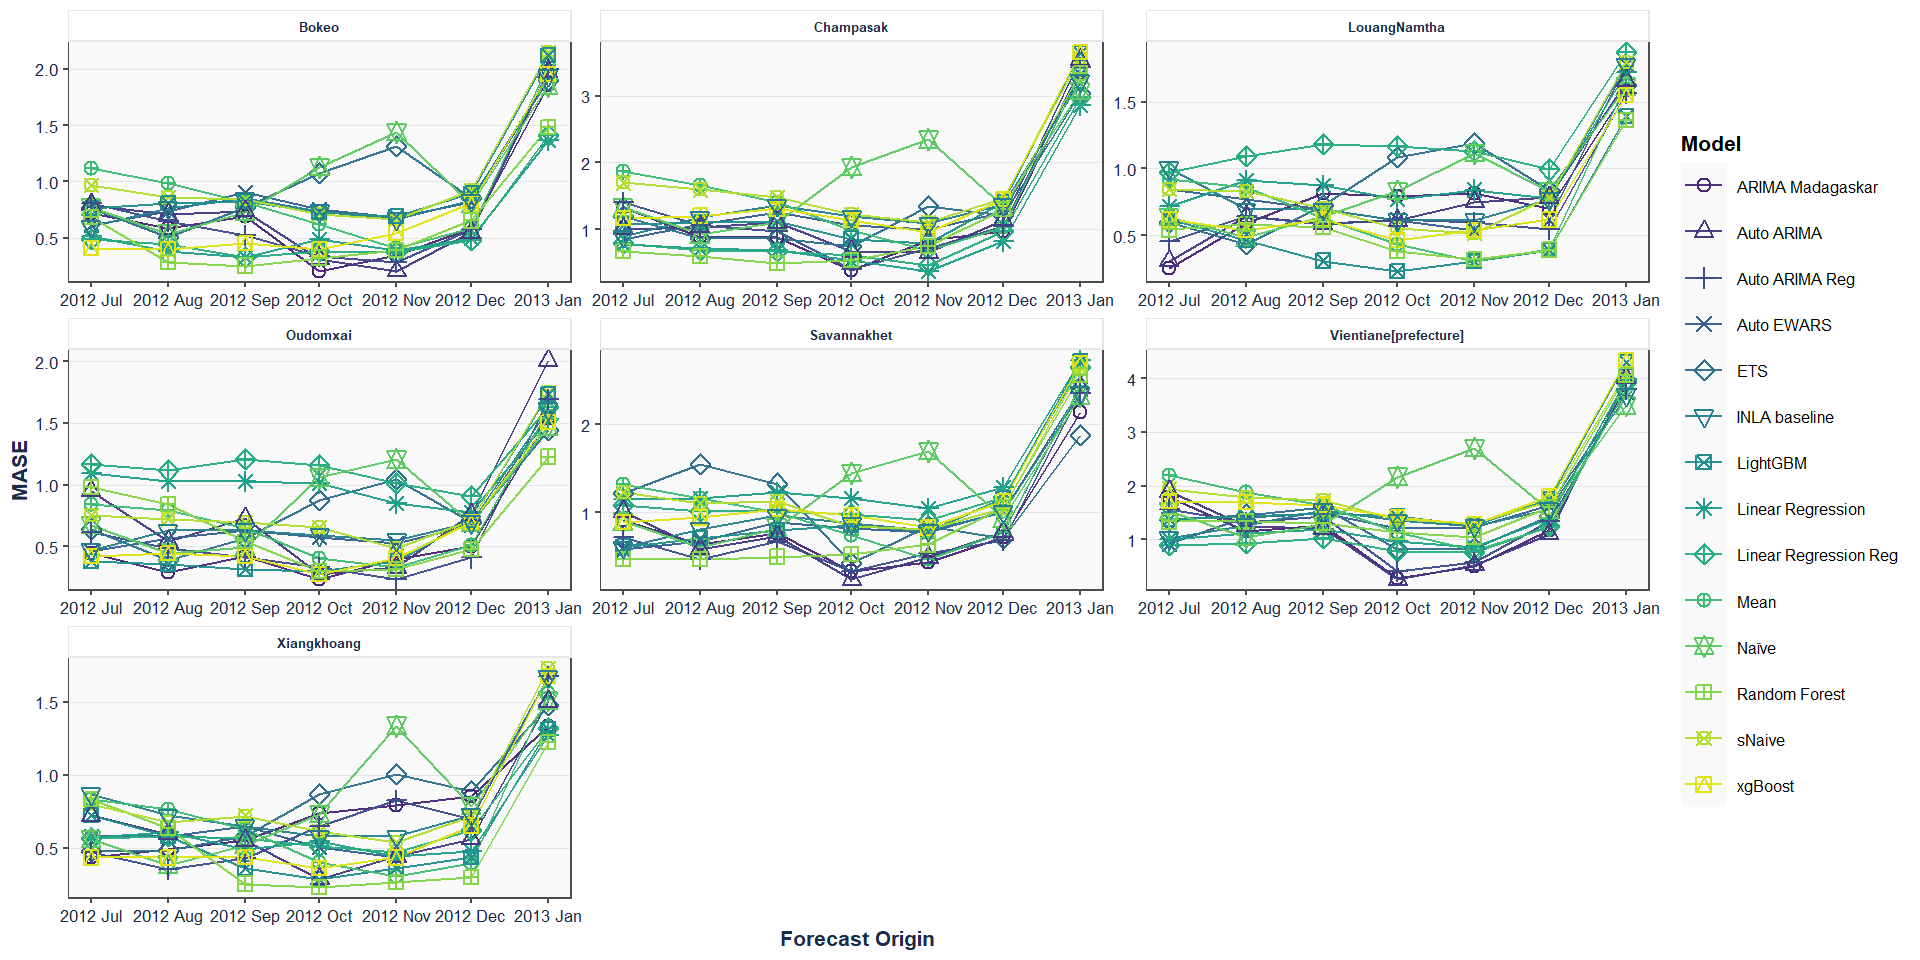 Bokeo
Champasak
LouangNamtha
2.0
1.5
1.0
0.5
3
2
1
1.5
1.0
0.5
2012 Jul 2012 Aug 2012 Sep 2012 Oct 2012 Nov 2012 Dec 2013 Jan
2012 Jul 2012 Aug 2012 Sep 2012 Oct 2012 Nov 2012 Dec 2013 Jan
2012 Jul 2012 Aug 2012 Sep 2012 Oct 2012 Nov 2012 Dec 2013 Jan
Oudomxai
Savannakhet
Vientiane[prefecture]
2.0
1.5
1.0
0.5
2
1
4
3
2
1
2012 Jul 2012 Aug 2012 Sep 2012 Oct 2012 Nov 2012 Dec 2013 Jan
2012 Jul 2012 Aug 2012 Sep 2012 Oct 2012 Nov 2012 Dec 2013 Jan
2012 Jul 2012 Aug 2012 Sep 2012 Oct 2012 Nov 2012 Dec 2013 Jan
Xiangkhoang
1.5
1.0
0.5
2012 Jul 2012 Aug 2012 Sep 2012 Oct 2012 Nov 2012 Dec 2013 Jan
MASE
Forecast Origin
Model
ARIMA Madagaskar
Auto ARIMA
Auto ARIMA Reg
Auto EWARS
ETS
INLA baseline
LightGBM
Linear Regression
Linear Regression Reg
Mean
Naïve
Random Forest
sNaive
xgBoost